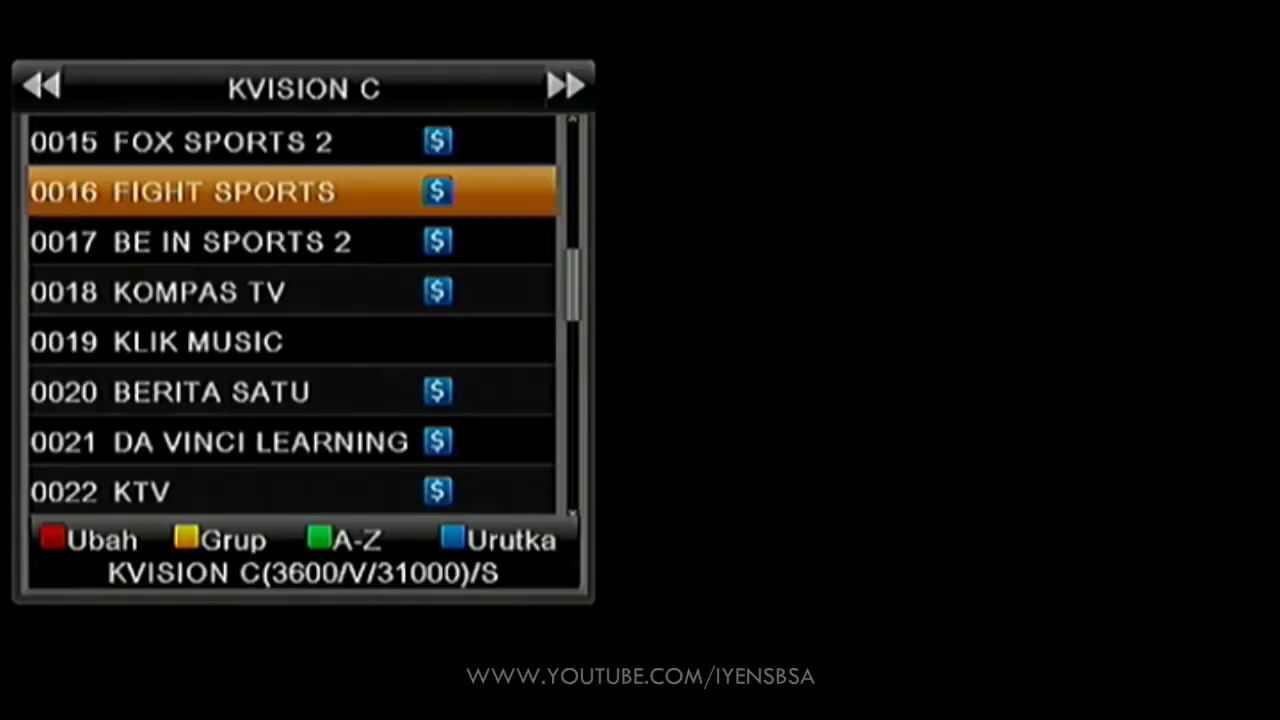 KVISION C
0015 FOX SPORTS 2 $
0016 FIGHT SPORTS $
0017 BE IN SPORTS 2 $
0018 KOMPAS TV $
0019 KLIK MUSIC
0020 BERITA SATU $
0021 DA VINCI LEARNING $
0022 KTV $
Ubah Grup A-Z Urutka
KVISION C(3600/V/31000)/S
WWW.YOUTUBE.COM/IYENSBSA